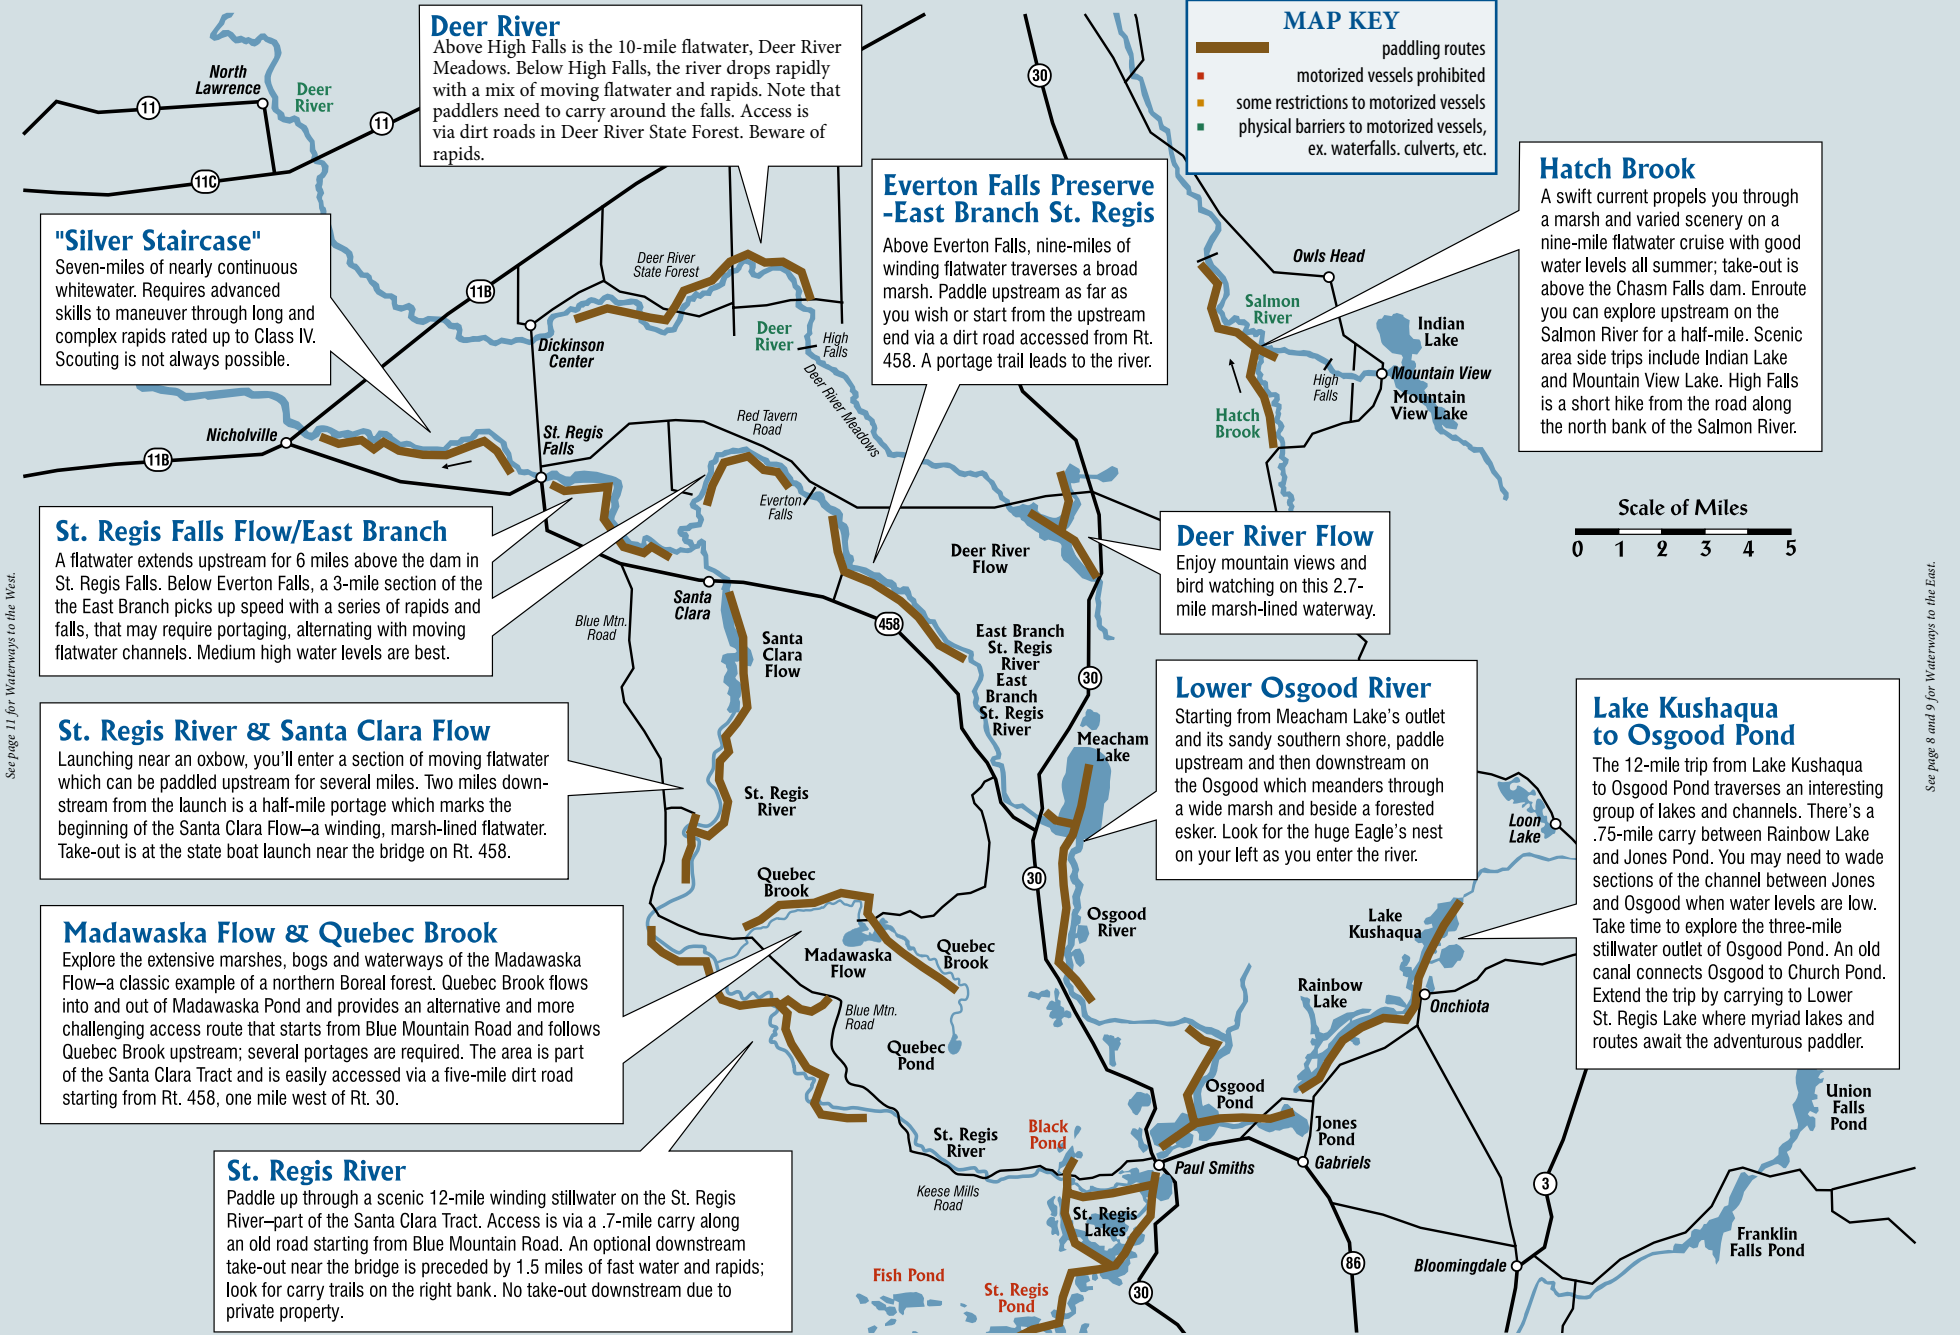 Deer River
Above High Falls is the 10-mile flatwater, Deer River
Meadows. Below High Falls, the river drops rapidly
with a mix of moving flatwater and rapids. Note that
paddlers need to carry around the falls. Access is
via dirt roads in Deer River State Forest. Beware of
rapids.
MAP KEY
paddling routes
motorized vessels prohibited
some restrictions to motorized vessels
physical barriers to motorized vessels,
ex. waterfalls. culverts, etc.
Everton Falls Preserve
-East Branch St. Regis
Above Everton Falls, nine-miles of
winding flatwater traverses a broad
marsh. Paddle upstream as far as
you wish or start from the upstream
end via a dirt road accessed from Rt.
458. A portage trail leads to the river.
Hatch Brook
A swift current propels you through
a marsh and varied scenery on a
nine-mile flatwater cruise with good
water levels all summer; take-out is
above the Chasm Falls dam. Enroute
you can explore upstream on the
Salmon River for a half-mile. Scenic
area side trips include Indian Lake
and Mountain View Lake. High Falls
is a short hike from the road along
the north bank of the Salmon River.
"Silver Staircase"
Seven-miles of nearly continuous
whitewater. Requires advanced
skills to maneuver through long and
complex rapids rated up to Class IV.
Scouting is not always possible.
St. Regis Falls Flow/East Branch
A flatwater extends upstream for 6 miles above the dam in
St. Regis Falls. Below Everton Falls, a 3-mile section of the
the East Branch picks up speed with a series of rapids and
falls, that may require portaging, alternating with moving
flatwater channels. Medium high water levels are best.
Deer River Flow
Enjoy mountain views and
bird watching on this 2.7-
mile marsh-lined waterway.
Scale of Miles
0 1 2 3 4 5
St. Regis River & Santa Clara Flow
Launching near an oxbow, you'll enter a section of moving flatwater
which can be paddled upstream for several miles. Two miles down-
stream from the launch is a half-mile portage which marks the
beginning of the Santa Clara Flow–a winding, marsh-lined flatwater.
Take-out is at the state boat launch near the bridge on Rt. 458.
Lower Osgood River
Starting from Meacham Lake's outlet
and its sandy southern shore, paddle
upstream and then downstream on
the Osgood which meanders through
a wide marsh and beside a forested
esker. Look for the huge Eagle's nest
on your left as you enter the river.
Lake Kushaqua
to Osgood Pond
The 12-mile trip from Lake Kushaqua
to Osgood Pond traverses an interesting
group of lakes and channels. There's a
.75-mile carry between Rainbow Lake
and Jones Pond. You may need to wade
sections of the channel between Jones
and Osgood when water levels are low.
Take time to explore the three-mile
stillwater outlet of Osgood Pond. An old
canal connects Osgood to Church Pond.
Extend the trip by carrying to Lower
St. Regis Lake where myriad lakes and
routes await the adventurous paddler.
Madawaska Flow & Quebec Brook
Explore the extensive marshes, bogs and waterways of the Madawaska
Flow–a classic example of a northern Boreal forest. Quebec Brook flows
into and out of Madawaska Pond and provides an alternative and more
challenging access route that starts from Blue Mountain Road and follows
Quebec Brook upstream; several portages are required. The area is part
of the Santa Clara Tract and is easily accessed via a five-mile dirt road
starting from Rt. 458, one mile west of Rt. 30.
St. Regis River
Paddle up through a scenic 12-mile winding stillwater on the St. Regis
River–part of the Santa Clara Tract. Access is via a .7-mile carry along
an old road starting from Blue Mountain Road. An optional downstream
take-out near the bridge is preceded by 1.5 miles of fast water and rapids;
look for carry trails on the right bank. No take-out downstream due to
private property.
See page 11 for Waterways to the West.
See page 8 and 9 for Waterways to the East.
North
Lawrence
Deer
River
11
11
11C
11B
11B
30
Deer River
State Forest
Dickinson
Center
Deer
River
High
Falls
Deer River Meadows
Owls Head
Salmon
River
Indian
Lake
Mountain View
Mountain
View Lake
High
Falls
Hatch
Brook
Nicholville
St. Regis
Falls
Red Tavern
Road
Everton
Falls
Deer River
Flow
Santa
Clara
Blue Mtn.
Road
458
Santa
Clara
Flow
East Branch
St. Regis
River
East
Branch
St. Regis
River
30
Meacham
Lake
St. Regis
River
Loon
Lake
Quebec
Brook
30
Osgood
River
Lake
Kushaqua
Madawaska
Flow
Quebec
Brook
Rainbow
Lake
Onchiota
Blue Mtn.
Road
Quebec
Pond
Osgood
Pond
Union
Falls
Pond
Black
Pond
Jones
Pond
St. Regis
River
Paul Smiths
Gabriels
Keese Mills
Road
3
St. Regis
Lakes
Franklin
Falls Pond
Fish Pond
St. Regis
Pond
30
86
Bloomingdale